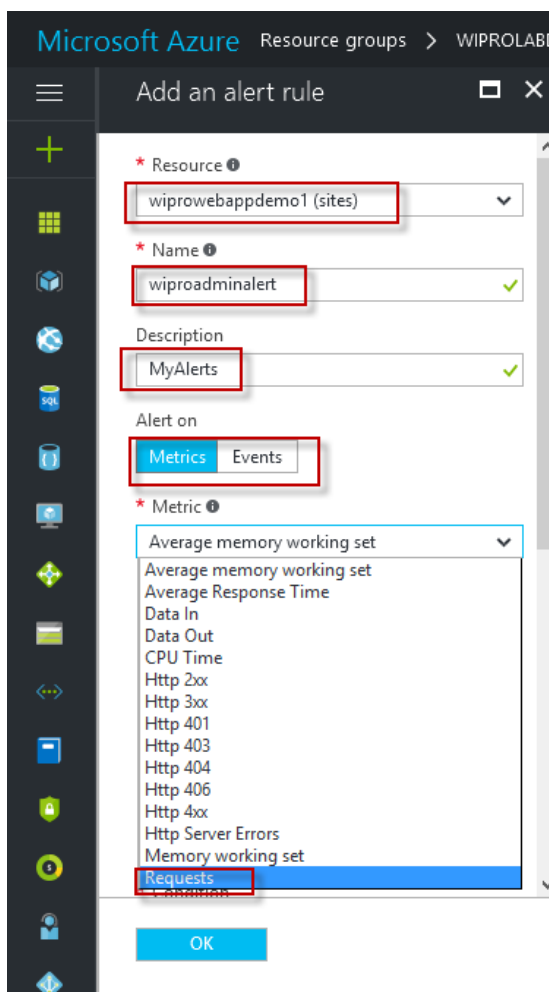 Microsoft Azure Resource groups > WIPROLAB
Add an alert rule
* Resource
wiprowebappdemo1 (sites)
* Name
wiproadminalert
Description
MyAlerts
Alert on
Metrics Events
* Metric
Average memory working set
Average memory working set
Average Response Time
Data In
Data Out
CPU Time
Http 2xx
Http 3xx
Http 401
Http 403
Http 404
Http 406
Http 4xx
Http Server Errors
Memory working set
Requests
* Condition
OK